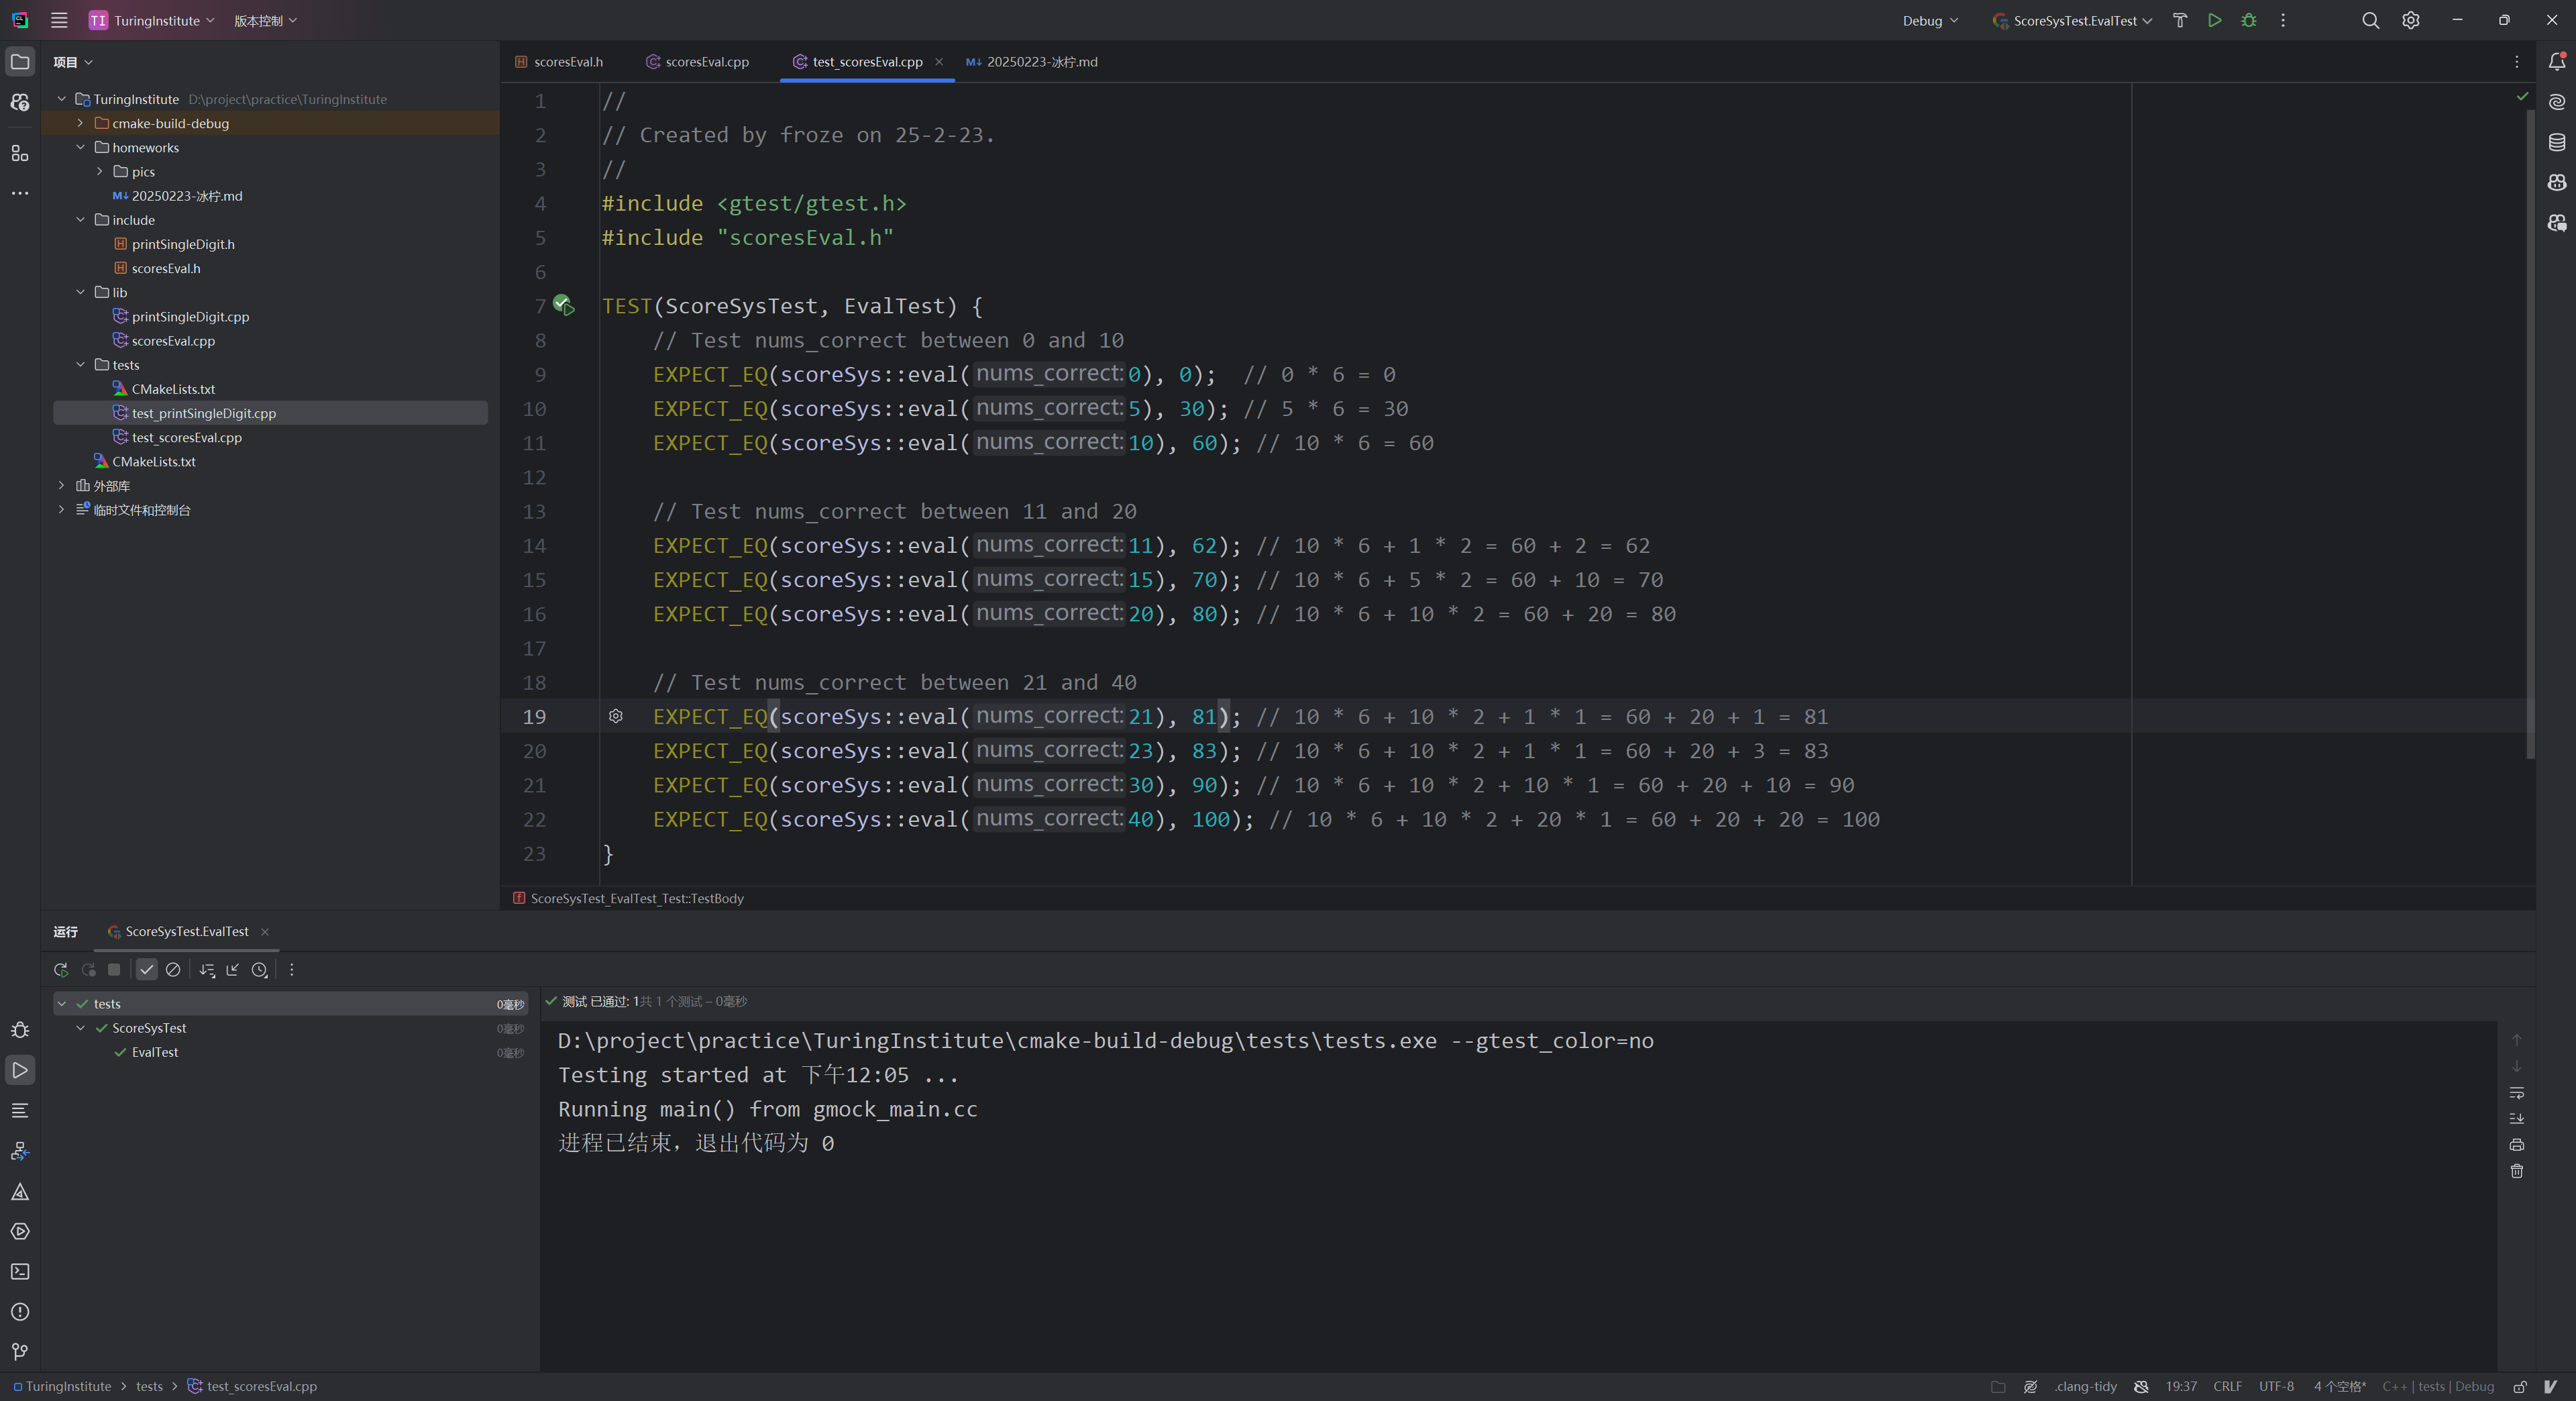 TI TuringInstitute 版本控制 Debug ScoreSysTest.EvalTest
项目
scoresEval.h scoresEval.cpp test_scoresEval.cpp 20250223-冰柠.md
TuringInstitute D:\project\practice\TuringInstitute
cmake-build-debug
homeworks
pics
20250223-冰柠.md
include
printSingleDigit.h
scoresEval.h
lib
printSingleDigit.cpp
scoresEval.cpp
tests
CMakeLists.txt
test_printSingleDigit.cpp
test_scoresEval.cpp
CMakeLists.txt
外部库
临时文件和控制台
1 //
2 // Created by froze on 25-2-23.
3 //
4 #include <gtest/gtest.h>
5 #include "scoresEval.h"
6
7 TEST(ScoreSysTest, EvalTest) {
8 // Test nums_correct between 0 and 10
9 EXPECT_EQ(scoreSys::eval( nums_correct: 0), 0); // 0 * 6 = 0
10 EXPECT_EQ(scoreSys::eval( nums_correct: 5), 30); // 5 * 6 = 30
11 EXPECT_EQ(scoreSys::eval( nums_correct: 10), 60); // 10 * 6 = 60
12
13 // Test nums_correct between 11 and 20
14 EXPECT_EQ(scoreSys::eval( nums_correct: 11), 62); // 10 * 6 + 1 * 2 = 60 + 2 = 62
15 EXPECT_EQ(scoreSys::eval( nums_correct: 15), 70); // 10 * 6 + 5 * 2 = 60 + 10 = 70
16 EXPECT_EQ(scoreSys::eval( nums_correct: 20), 80); // 10 * 6 + 10 * 2 = 60 + 20 = 80
17
18 // Test nums_correct between 21 and 40
19 EXPECT_EQ(scoreSys::eval( nums_correct: 21), 81); // 10 * 6 + 10 * 2 + 1 * 1 = 60 + 20 + 1 = 81
20 EXPECT_EQ(scoreSys::eval( nums_correct: 23), 83); // 10 * 6 + 10 * 2 + 1 * 1 = 60 + 20 + 3 = 83
21 EXPECT_EQ(scoreSys::eval( nums_correct: 30), 90); // 10 * 6 + 10 * 2 + 10 * 1 = 60 + 20 + 10 = 90
22 EXPECT_EQ(scoreSys::eval( nums_correct: 40), 100); // 10 * 6 + 10 * 2 + 20 * 1 = 60 + 20 + 20 = 100
23 }
ScoreSysTest_EvalTest_Test::TestBody
运行 ScoreSysTest.EvalTest
tests 0毫秒
ScoreSysTest 0毫秒
EvalTest 0毫秒
测试 已通过: 1共 1 个测试 – 0毫秒
D:\project\practice\TuringInstitute\cmake-build-debug\tests\tests.exe --gtest_color=no
Testing started at 下午12:05 ...
Running main() from gmock_main.cc
进程已结束，退出代码为 0
TuringInstitute > tests > test_scoresEval.cpp .clang-tidy 19:37 CRLF UTF-8 4 个空格* C++ | tests | Debug